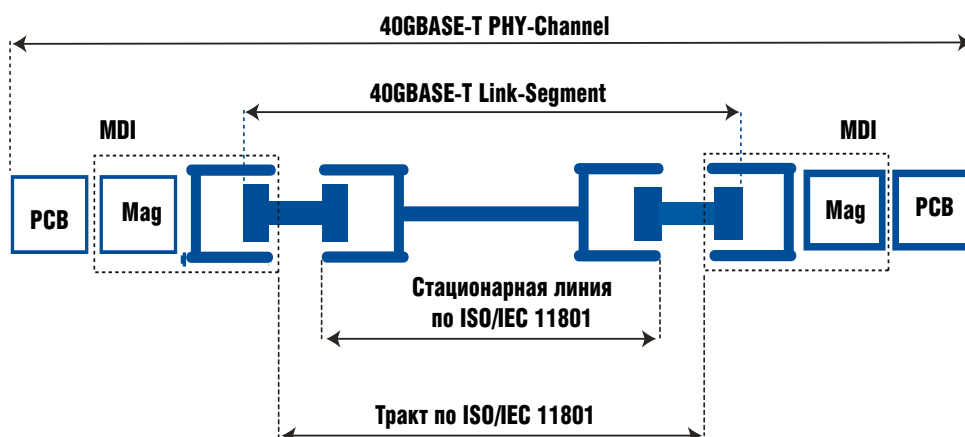 40GBASE-T PHY-Channel
40GBASE-T Link-Segment
MDI
MDI
PCB
Mag
Mag
PCB
Стационарная линия
по ISO/IEC 11801
Тракт по ISO/IEC 11801